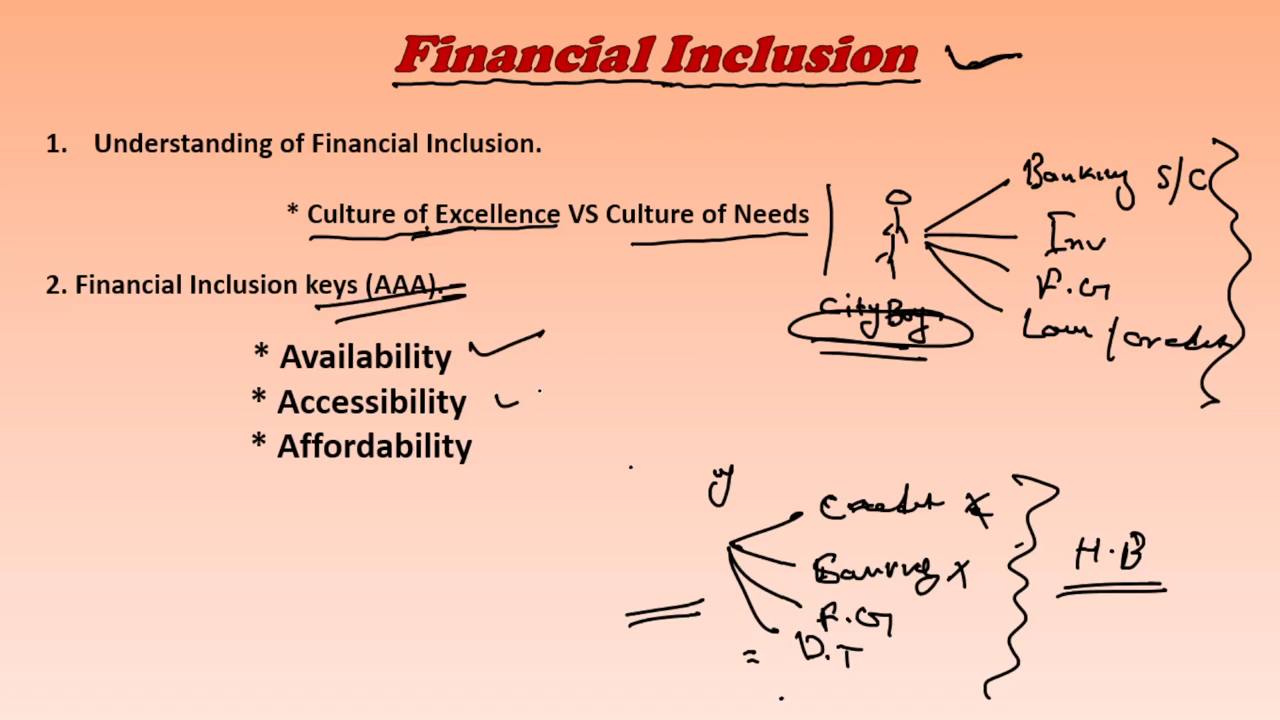 Financial Inclusion
1. Understanding of Financial Inclusion.
* Culture of Excellence VS Culture of Needs
2. Financial Inclusion keys (AAA).
* Availability
* Accessibility
* Affordability
Banking S/C
Inv
F.G
Loan / credit
City Boy
Credit X
X
F.G
= D.T
H.B